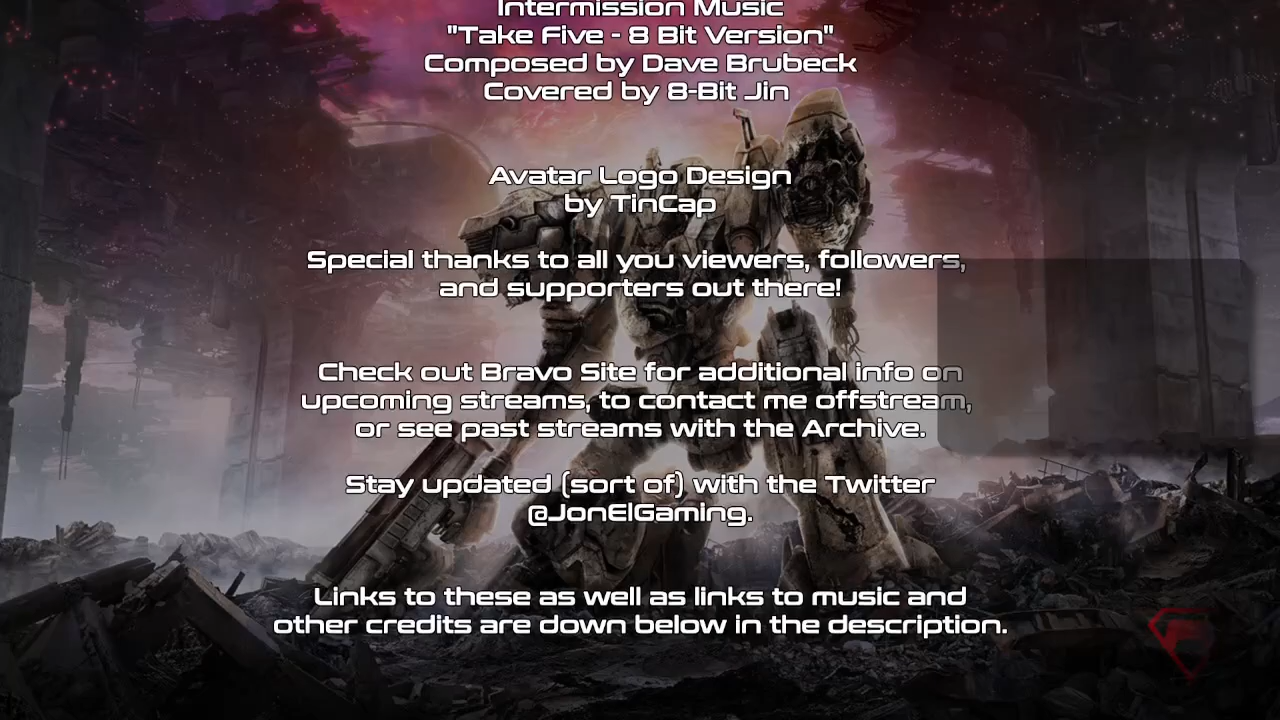 Intermission Music
"Take Five - 8 Bit Version"
Composed by Dave Brubeck
Covered by 8-Bit Jin
Avatar Logo Design
by TinCap
Special thanks to all you viewers, followers,
and supporters out there!
Check out Bravo Site for additional info on
upcoming streams, to contact me offstream,
or see past streams with the Archive.
Stay updated (sort of) with the Twitter
@JonElGaming.
Links to these as well as links to music and
other credits are down below in the description.